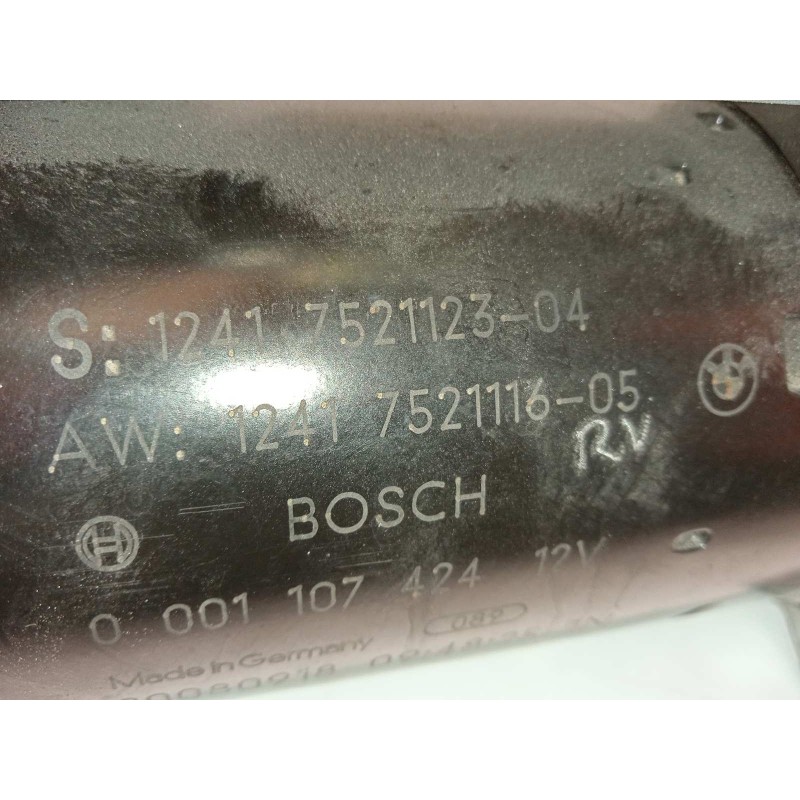 S: 1241 7521123-04
AW: 1241 7521116-05
RV
BOSCH
0 001 107 424 12V
Made in Germany